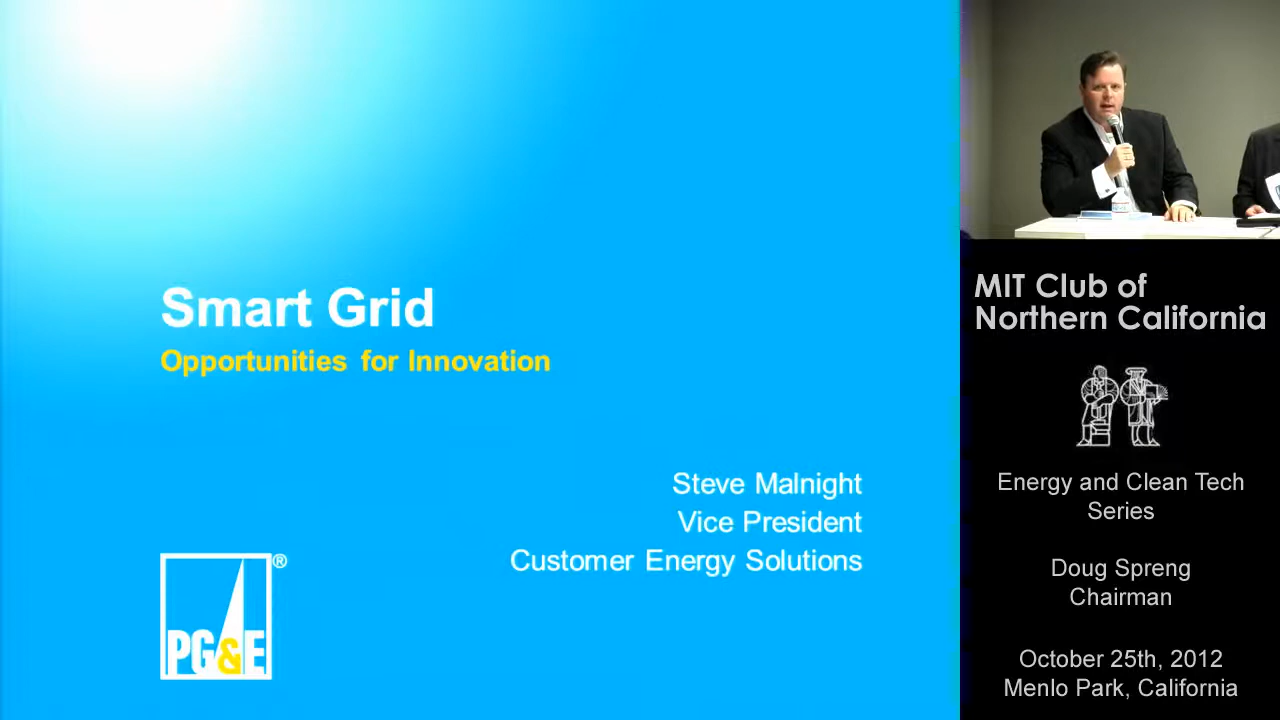 Smart Grid
Opportunities for Innovation
Steve Malnight
Vice President
Customer Energy Solutions
PG&E®
MIT Club of
Northern California
Energy and Clean Tech
Series
Doug Spreng
Chairman
October 25th, 2012
Menlo Park, California